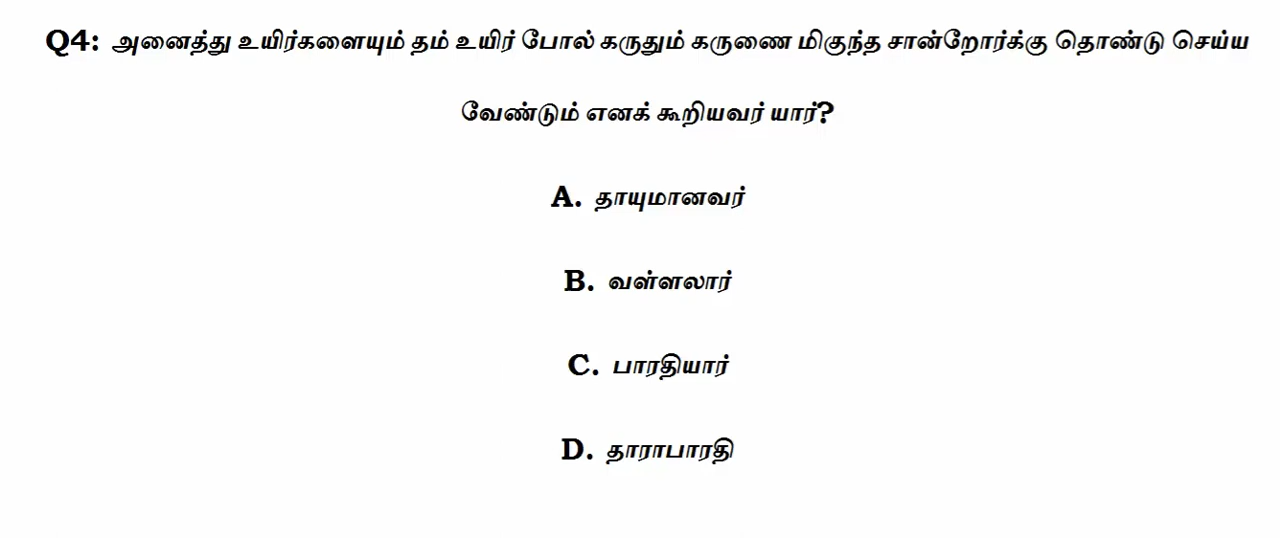 Q4: அனைத்து உயிர்களையும் தம் உயிர் போல் கருதும் கருணை மிகுந்த சான்றோர்க்கு தொண்டு செய்ய
வேண்டும் எனக் கூறியவர் யார்?
A. தாயுமானவர்
B. வள்ளலார்
C. பாரதியார்
D. தாராபாரதி